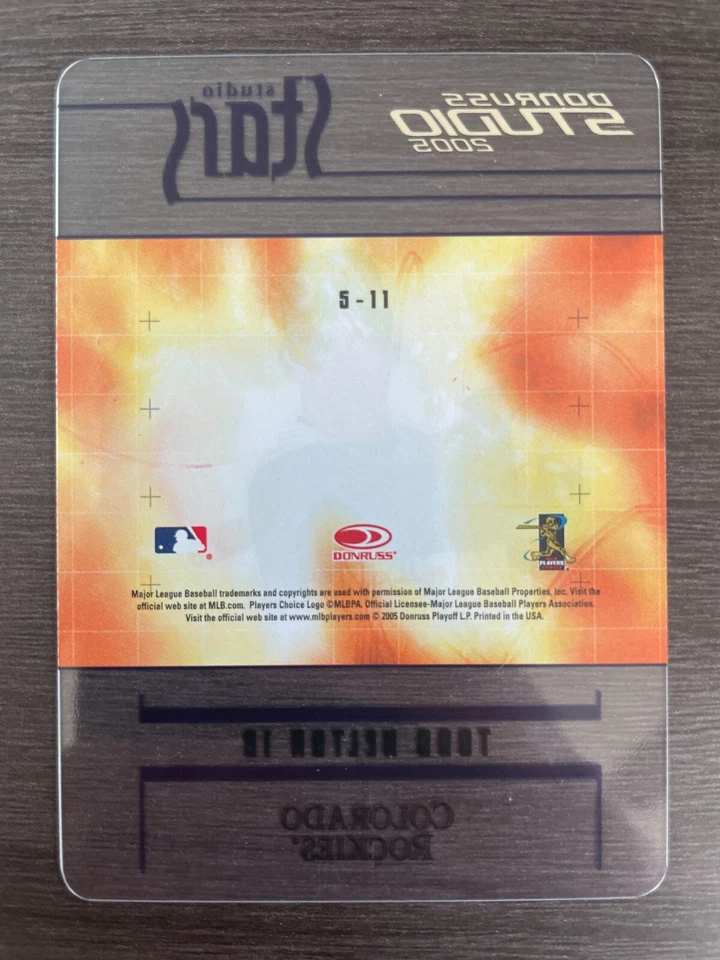 studio
Stars
DONRUSS
STUDIO
2005
5-11
DONRUSS
PLAYERS
Major League Baseball trademarks and copyrights are used with permission of Major League Baseball Properties, Inc. Visit the
official web site at MLB.com. Players Choice Logo ©MLBPA. Official Licensee-Major League Baseball Players Association.
Visit the official web site at www.mlbplayers.com © 2005 Donruss Playoff L.P. Printed in the USA.
TODD HELTON 1B
COLORADO
ROCKIES